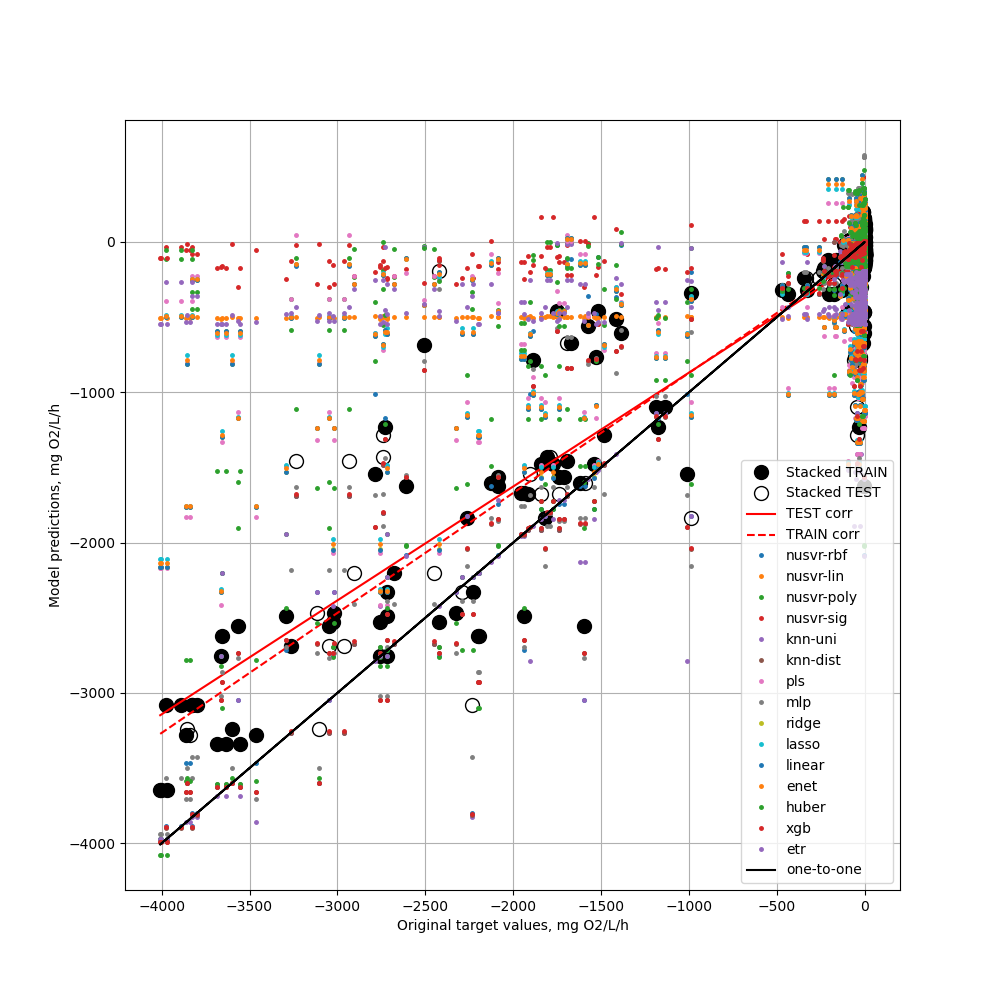 0
−1000
−2000
−3000
−4000
Model predictions, mg O2/L/h
−4000 −3500 −3000 −2500 −2000 −1500 −1000 −500 0
Original target values, mg O2/L/h
Stacked TRAIN
Stacked TEST
TEST corr
TRAIN corr
nusvr-rbf
nusvr-lin
nusvr-poly
nusvr-sig
knn-uni
knn-dist
pls
mlp
ridge
lasso
linear
enet
huber
xgb
etr
one-to-one